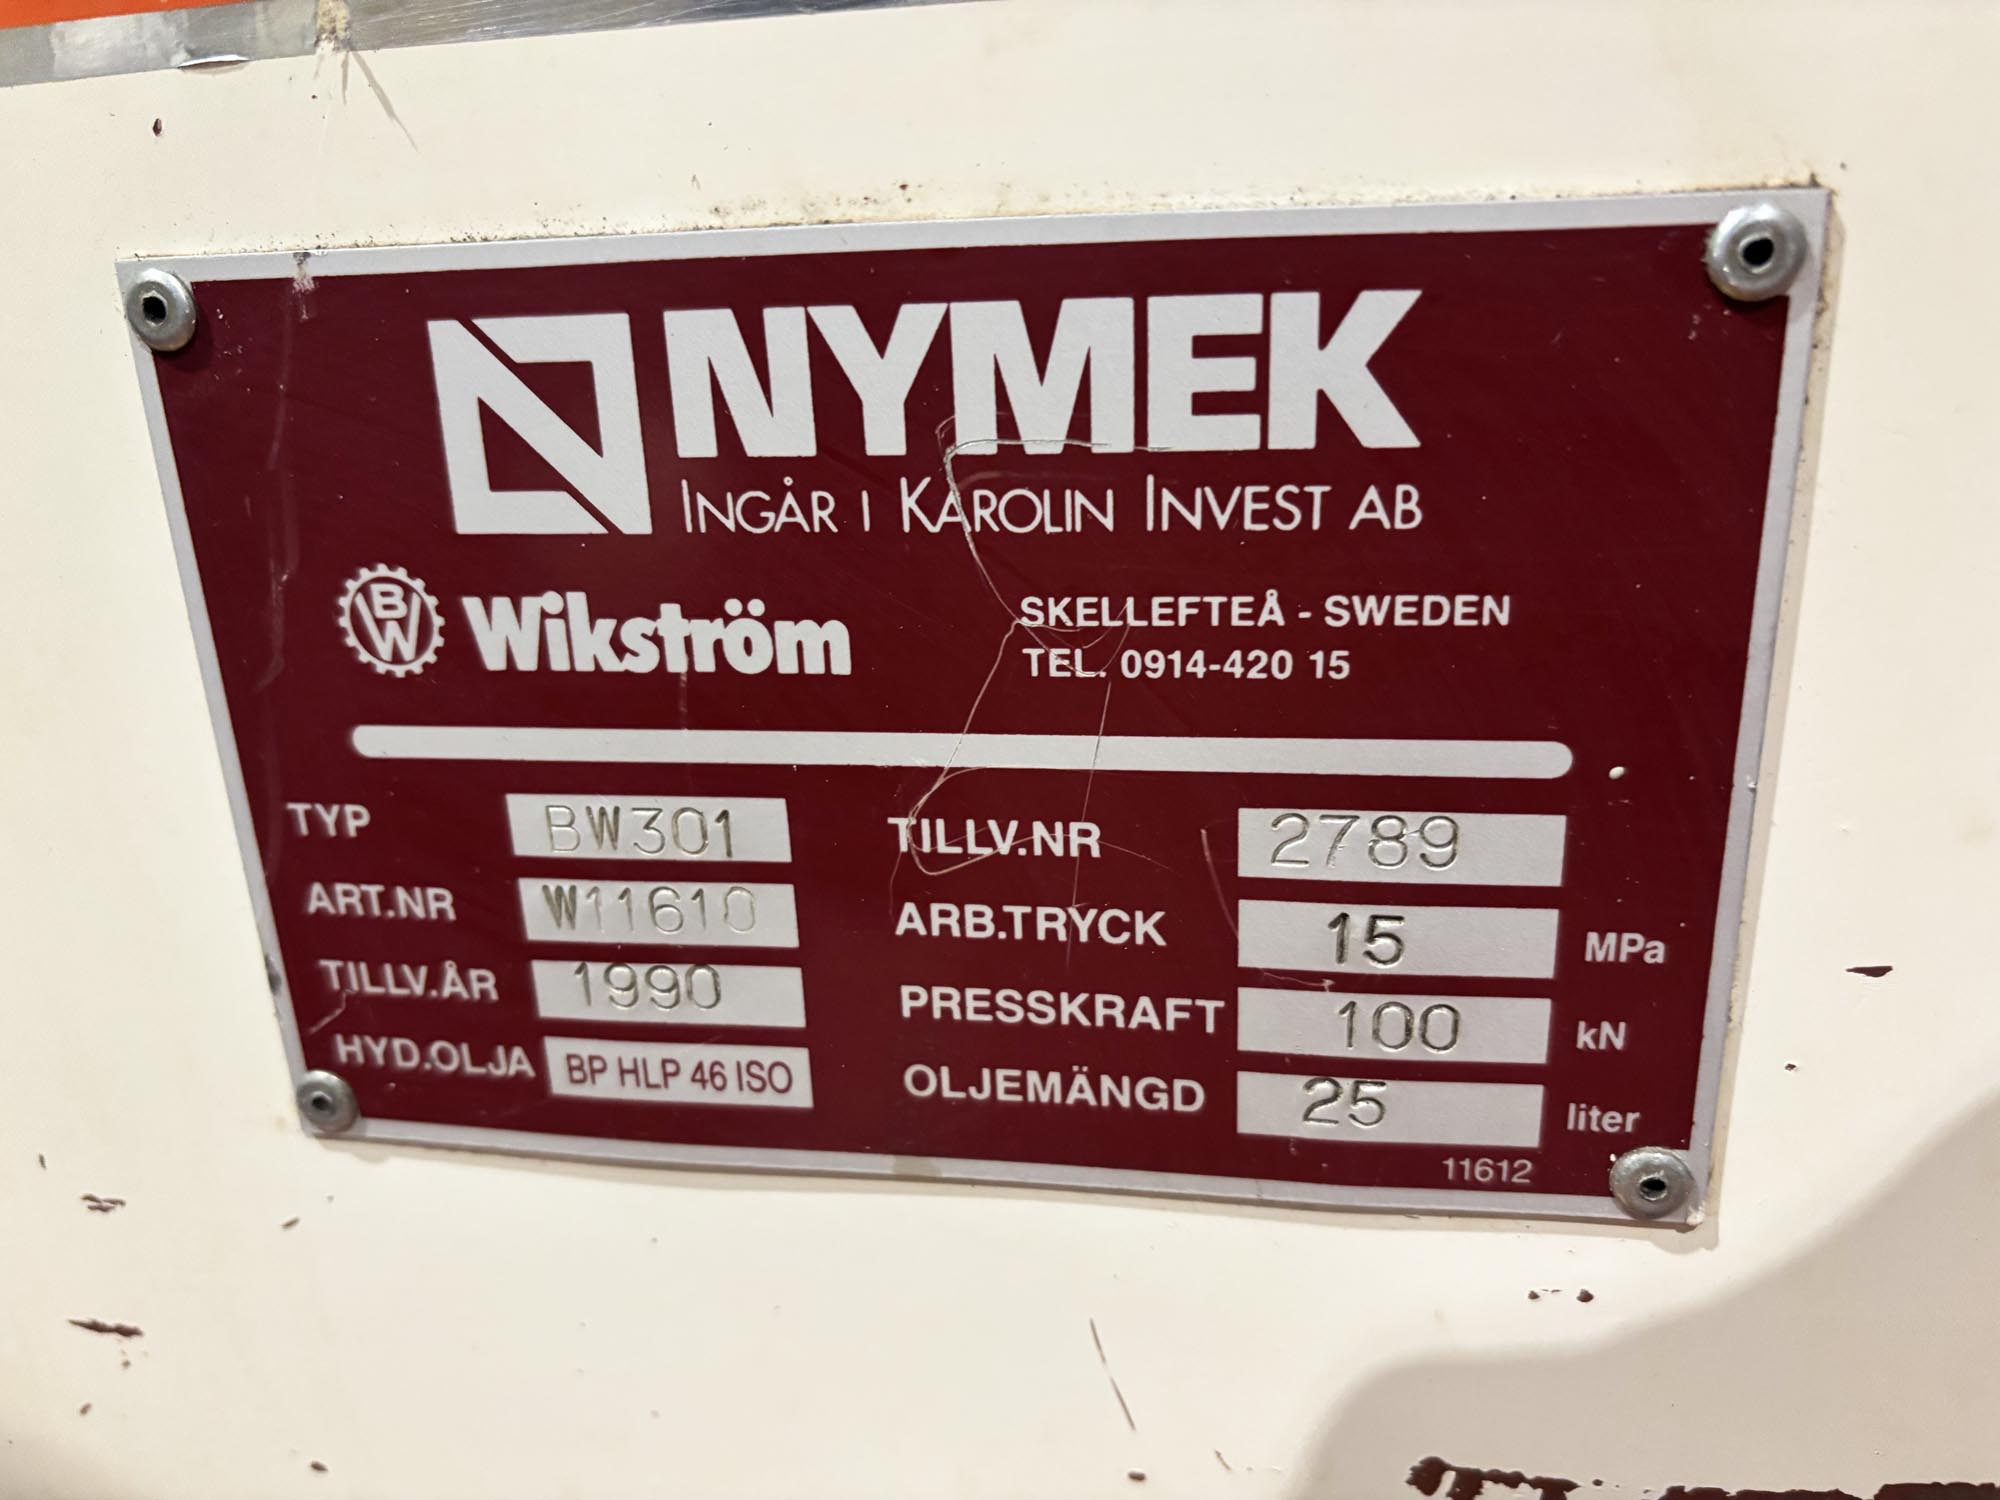 NYMEK
INGÅR I KAROLIN INVEST AB
BW Wikström
SKELLEFTEÅ - SWEDEN
TEL. 0914-420 15
TYP BW301
ART.NR W11610
TILLV.ÅR 1990
HYD.OLJA BP HLP 46 ISO
TILLV.NR 2789
ARB.TRYCK 15 MPa
PRESSKRAFT 100 kN
OLJEMÄNGD 25 liter
11612